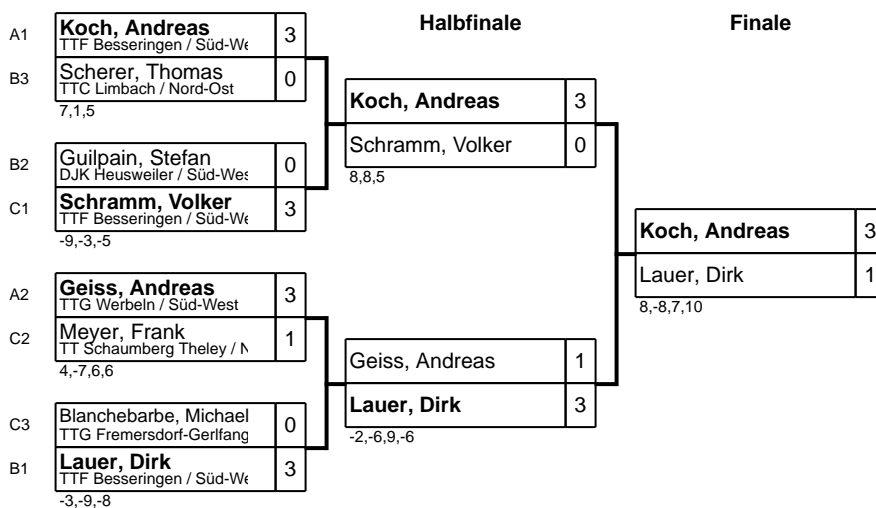 Halbfinale
Finale
A1
Koch, Andreas
3
TTF Besseringen / Süd-We
B3
Scherer, Thomas
0
TTC Limbach / Nord-Ost
7,1,5
B2
Guilpain, Stefan
0
DJK Heusweiler / Süd-Wes
C1
Schramm, Volker
3
TTF Besseringen / Süd-We
-9,-3,-5
A2
Geiss, Andreas
3
TTG Werbeln / Süd-West
C2
Meyer, Frank
1
TT Schaumberg Theley / N
4,-7,6,6
C3
Blanchebarbe, Michael
0
TTG Fremersdorf-Gerlfang
B1
Lauer, Dirk
3
TTF Besseringen / Süd-We
-3,-9,-8
Koch, Andreas
3
Schramm, Volker
0
8,8,5
Geiss, Andreas
1
Lauer, Dirk
3
-2,-6,9,-6
Koch, Andreas
3
Lauer, Dirk
1
8,-8,7,10